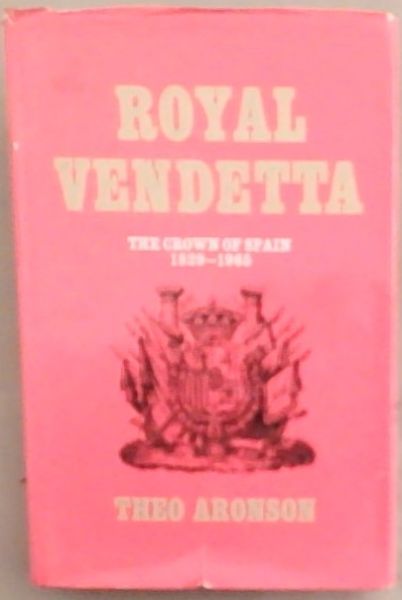 ROYAL
VENDETTA
THE CROWN OF SPAIN
1829–1965
THEO ARONSON